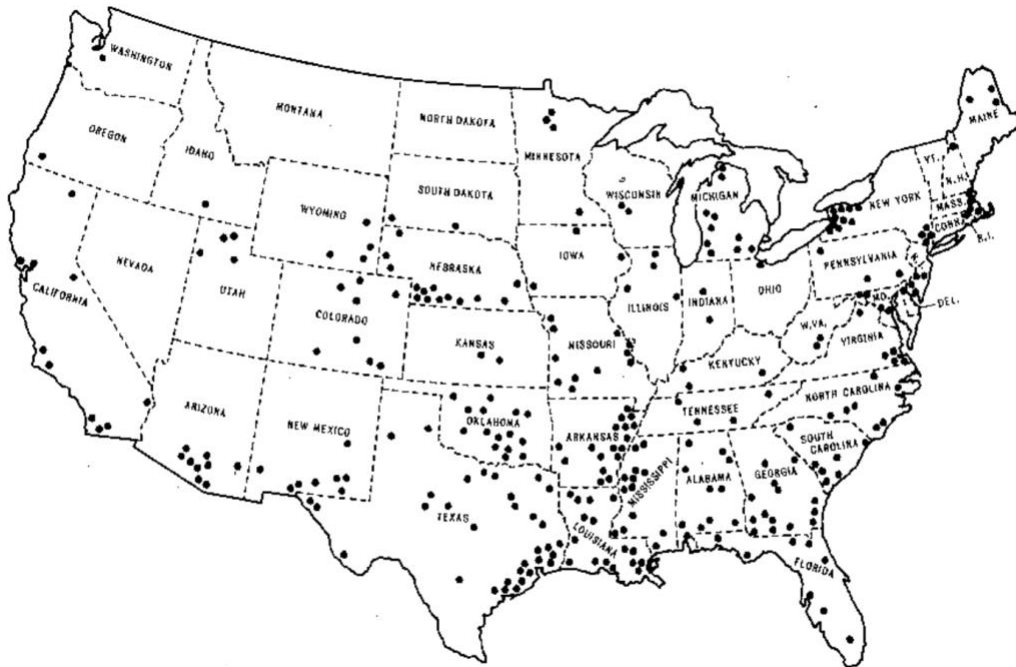 WASHINGTON
MONTANA
NORTH DAKOTA
MINNESOTA
OREGON
IDAHO
WYOMING
SOUTH DAKOTA
WISCONSIN
MICHIGAN
VT.
N.H.
MAINE
NEW YORK
MASS.
CONN.
R.I.
NEVADA
UTAH
NEBRASKA
IOWA
PENNSYLVANIA
N.J.
CALIFORNIA
COLORADO
KANSAS
MISSOURI
ILLINOIS
INDIANA
OHIO
MD.
DEL.
W.VA.
VIRGINIA
KENTUCKY
ARIZONA
NEW MEXICO
OKLAHOMA
ARKANSAS
TENNESSEE
NORTH CAROLINA
SOUTH
CAROLINA
TEXAS
LOUISIANA
MISSISSIPPI
ALABAMA
GEORGIA
FLORIDA